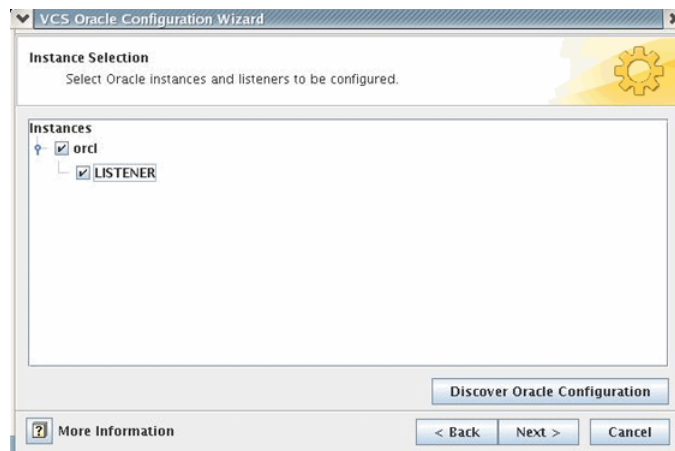 VCS Oracle Configuration Wizard
Instance Selection
Select Oracle instances and listeners to be configured.
Instances
orcl
LISTENER
Discover Oracle Configuration
? More Information
< Back
Next >
Cancel